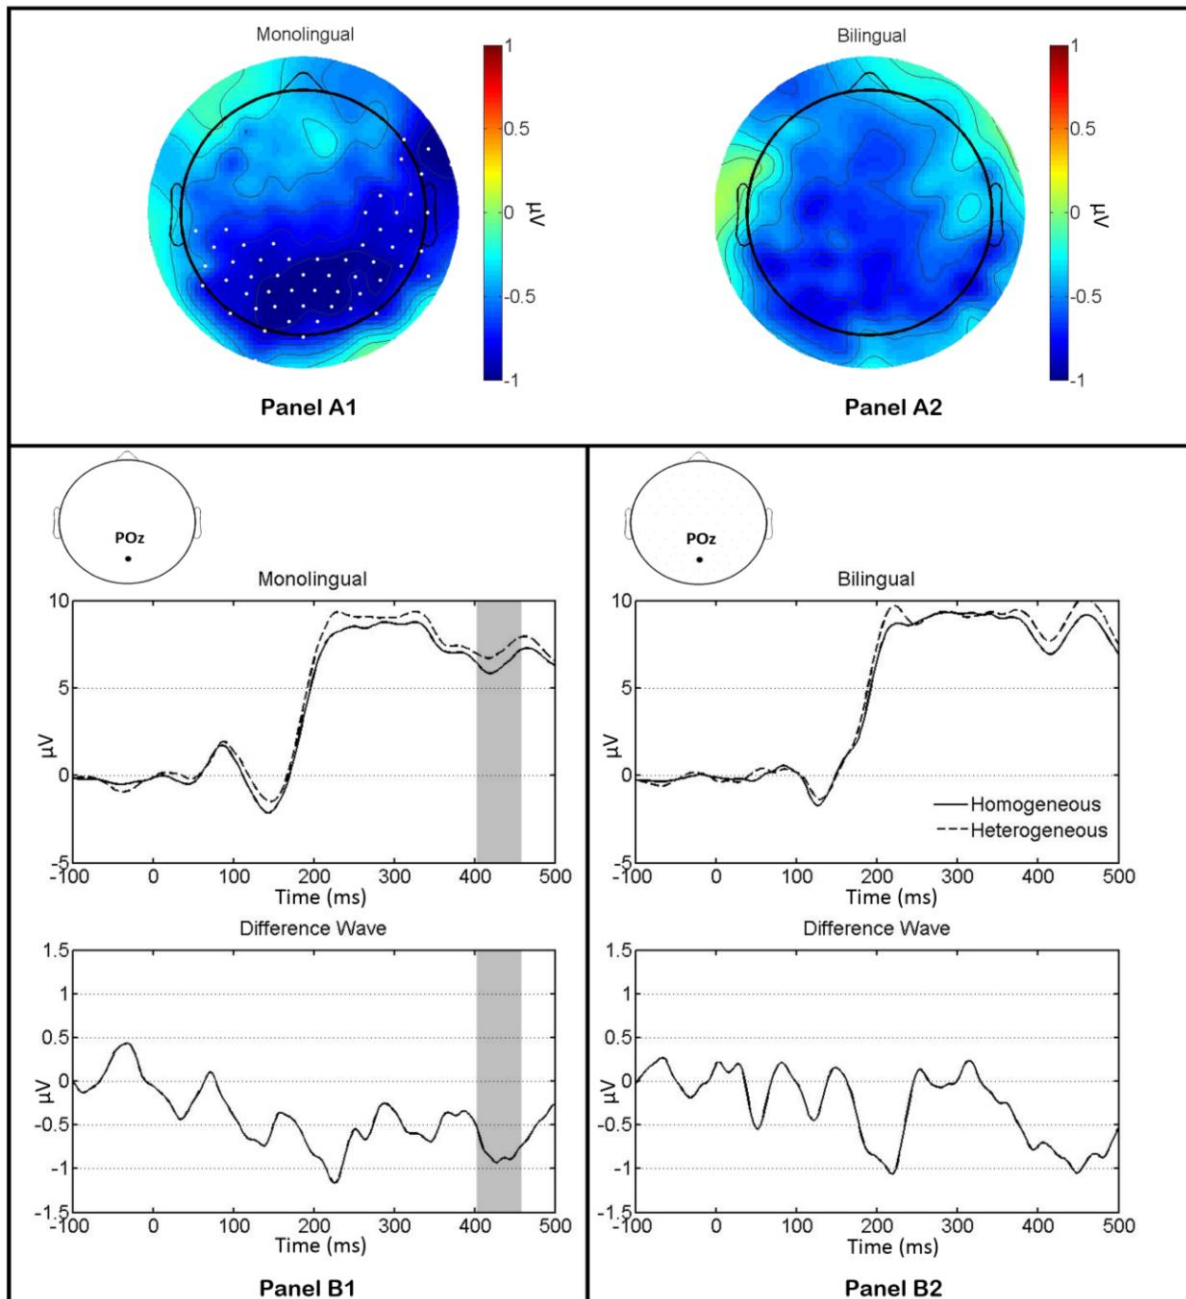 Monolingual
1
0.5
0
-0.5
-1
µV
Panel A1
Bilingual
1
0.5
0
-0.5
-1
µV
Panel A2
POz
Monolingual
10
5
0
-5
µV
-100 0 100 200 300 400 500
Time (ms)
Difference Wave
1.5
1
0.5
0
-0.5
-1
-1.5
µV
-100 0 100 200 300 400 500
Time (ms)
Panel B1
POz
Bilingual
10
5
0
-5
µV
Homogeneous
Heterogeneous
-100 0 100 200 300 400 500
Time (ms)
Difference Wave
1.5
1
0.5
0
-0.5
-1
-1.5
µV
-100 0 100 200 300 400 500
Time (ms)
Panel B2